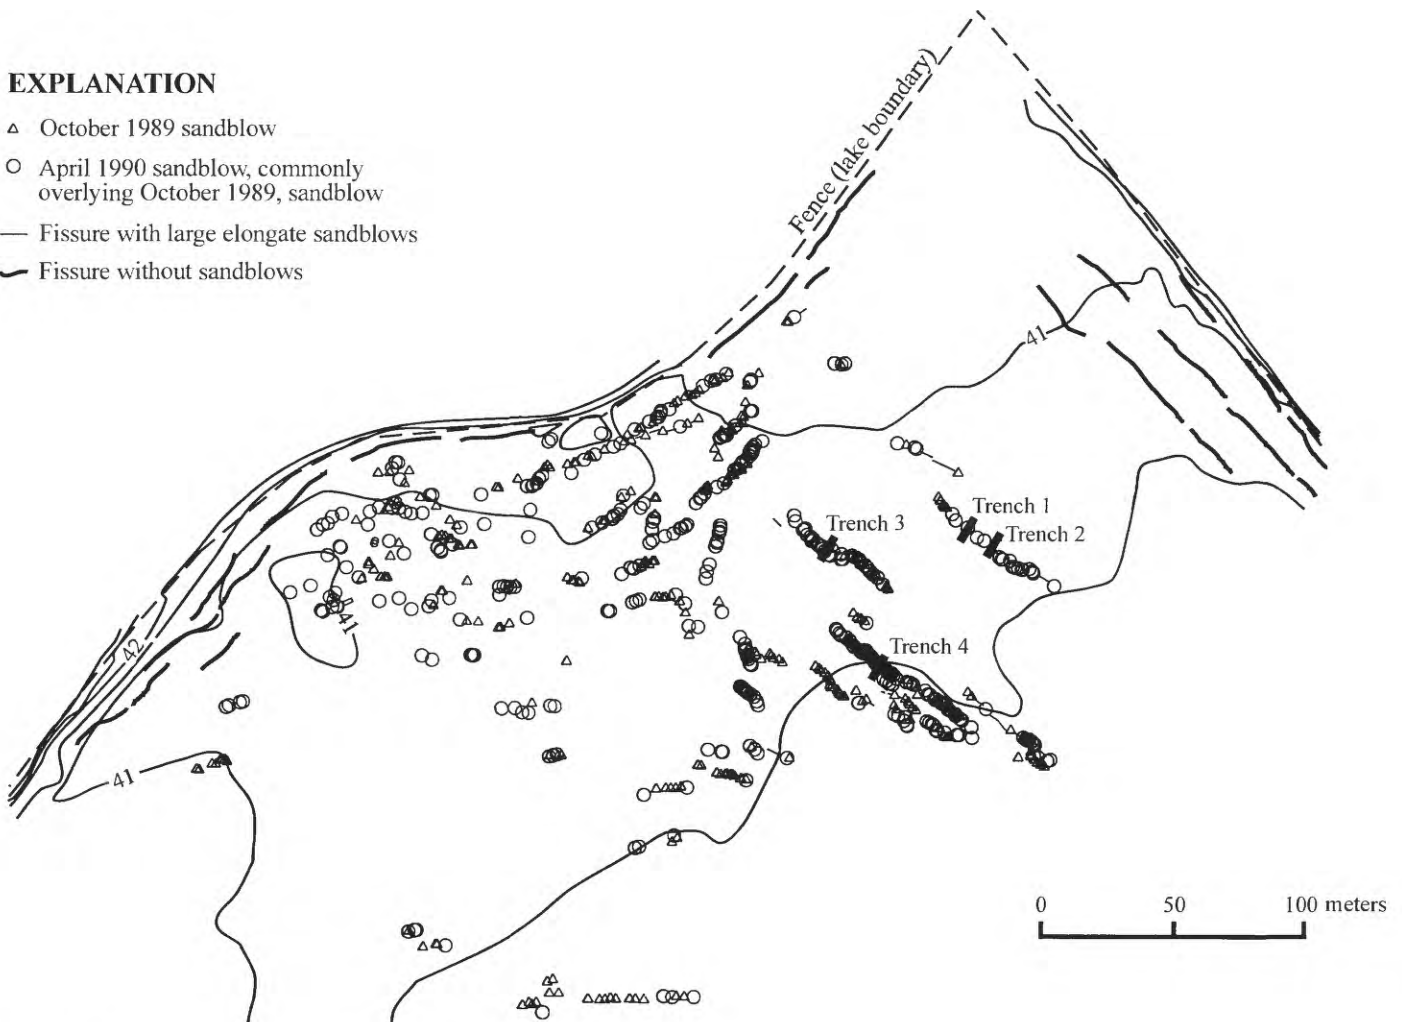 EXPLANATION
October 1989 sandblow
April 1990 sandblow, commonly
overlying October 1989, sandblow
Fissure with large elongate sandblows
Fissure without sandblows
Fence (lake boundary)
41
Trench 1
Trench 3
Trench 2
41
42
Trench 4
41
0 50 100 meters